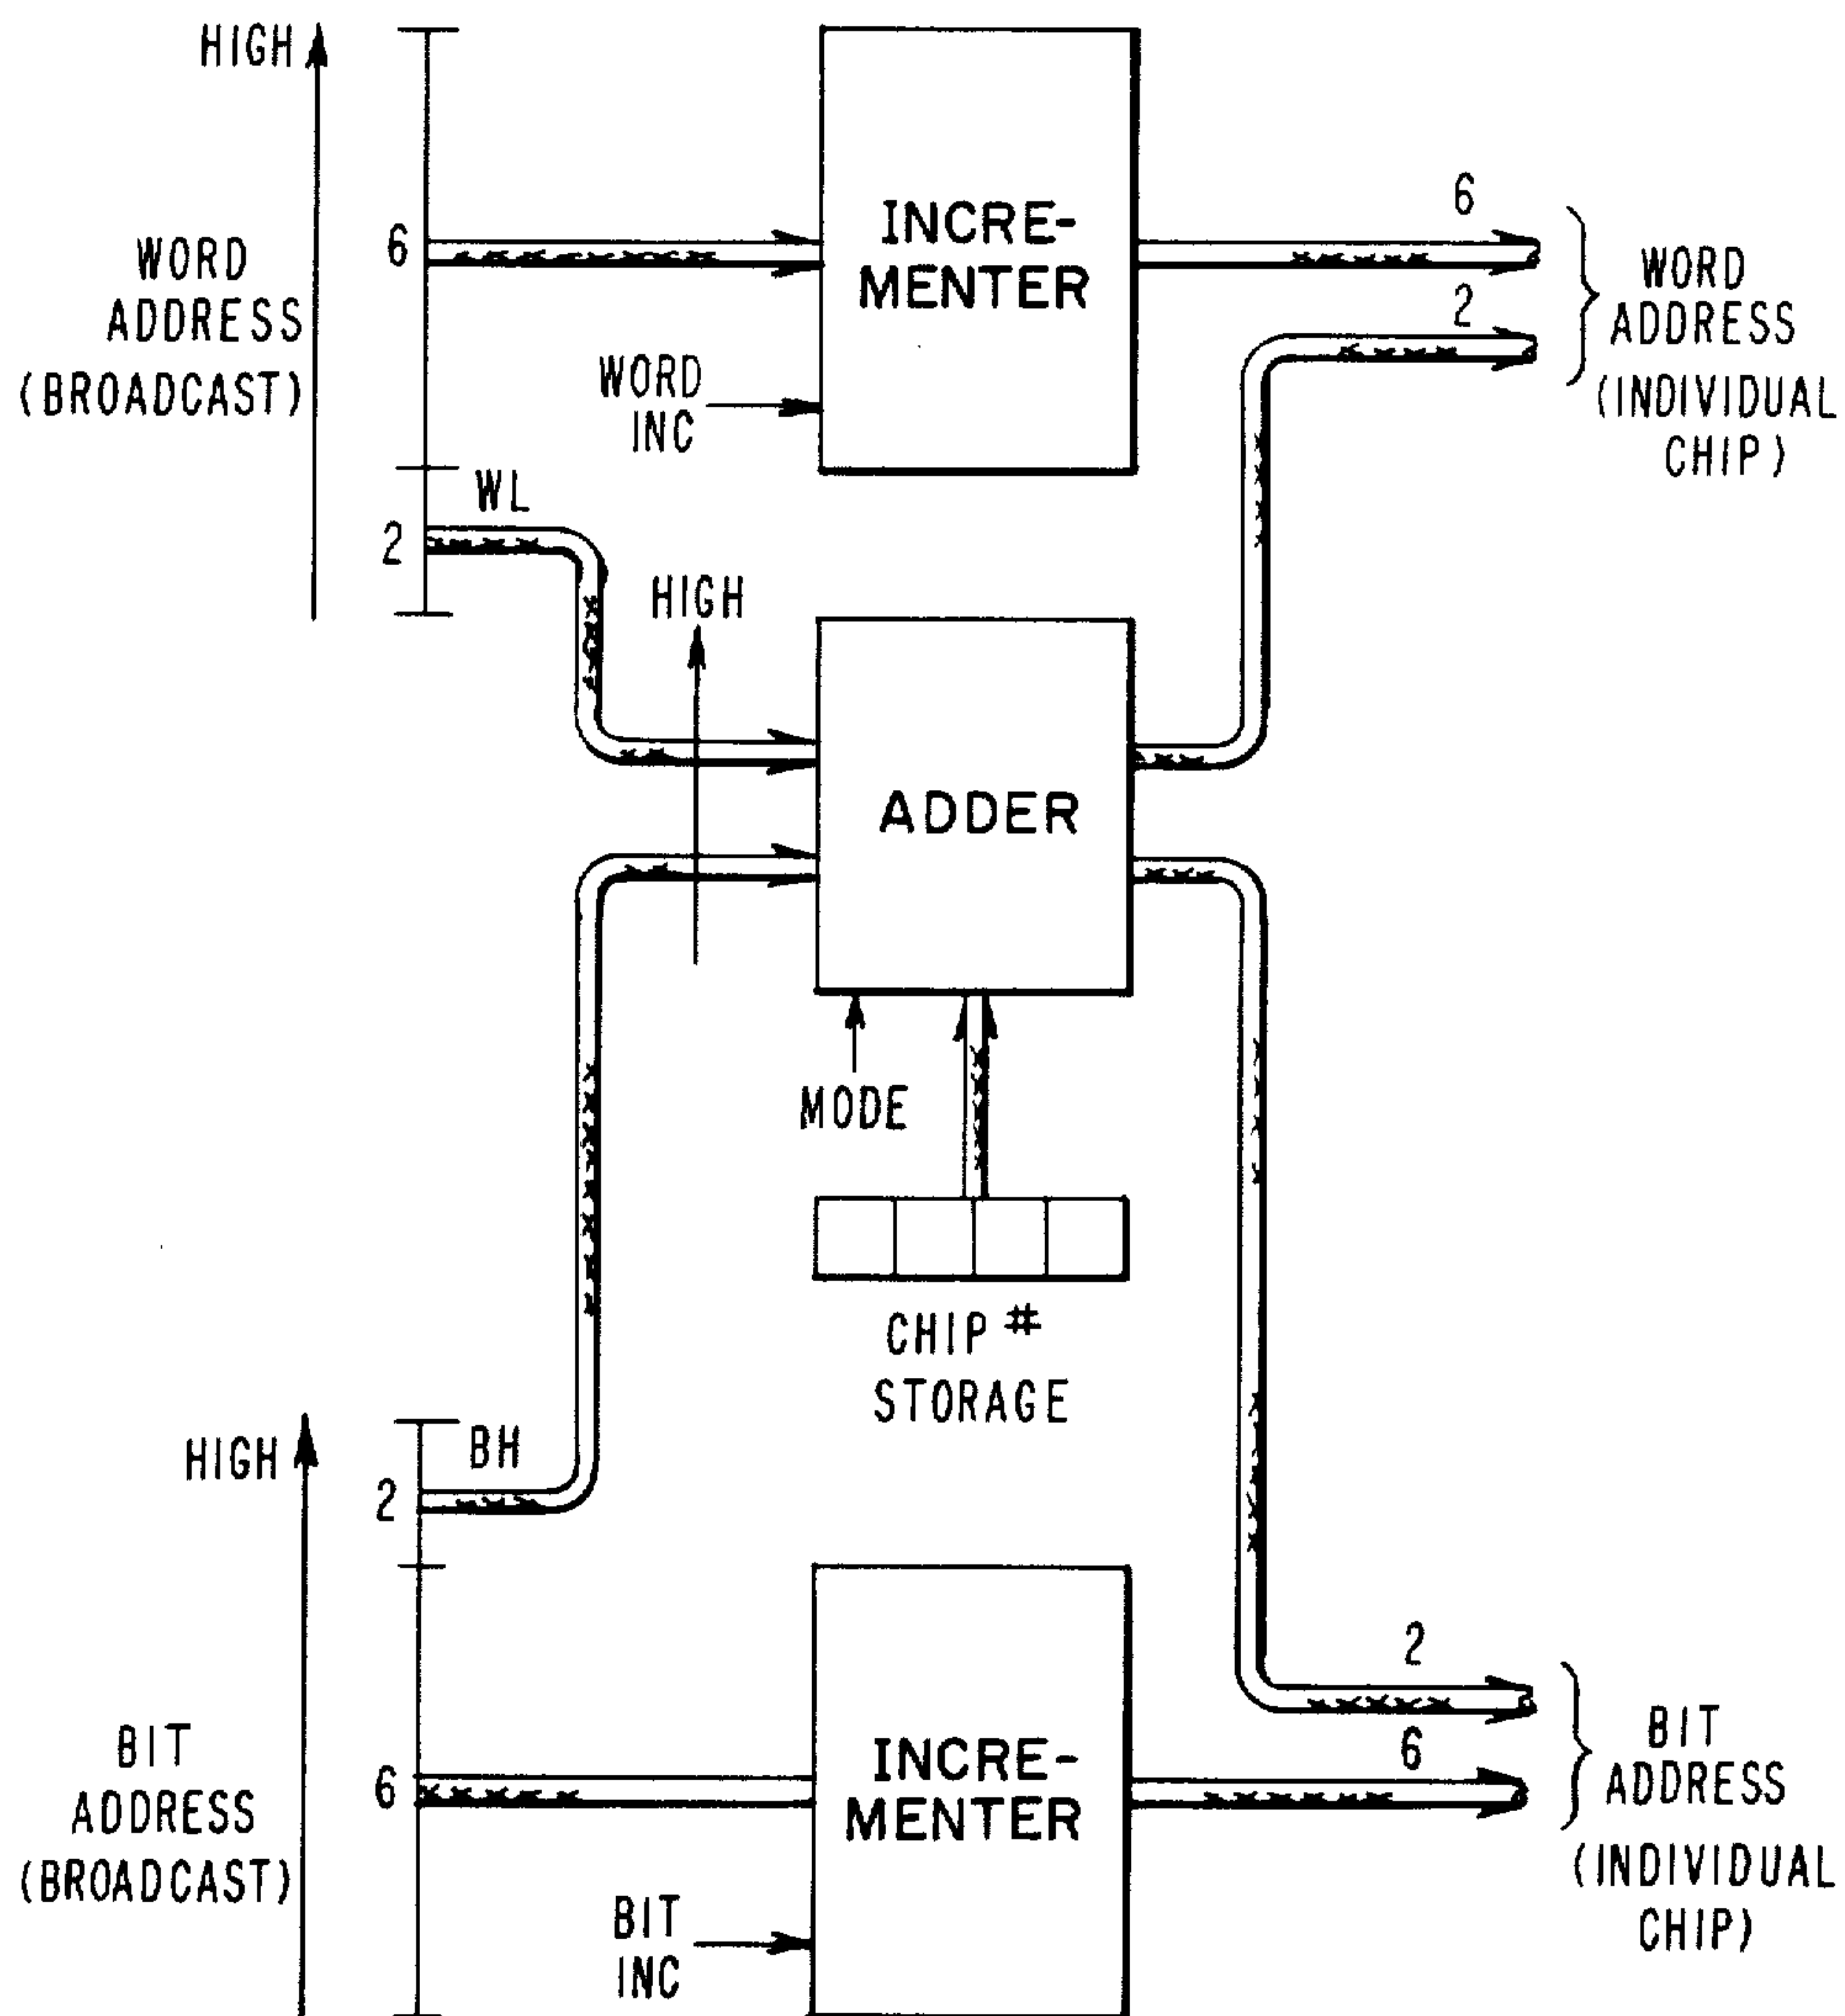 HIGH
WORD
ADDRESS
(BROADCAST)
6
2
WL
WORD
INC
INCRE-
MENTER
6
2
WORD
ADDRESS
(INDIVIDUAL
CHIP)
HIGH
ADDER
MODE
CHIP #
STORAGE
HIGH
BIT
ADDRESS
(BROADCAST)
2
BH
6
BIT
INC
INCRE-
MENTER
2
6
BIT
ADDRESS
(INDIVIDUAL
CHIP)